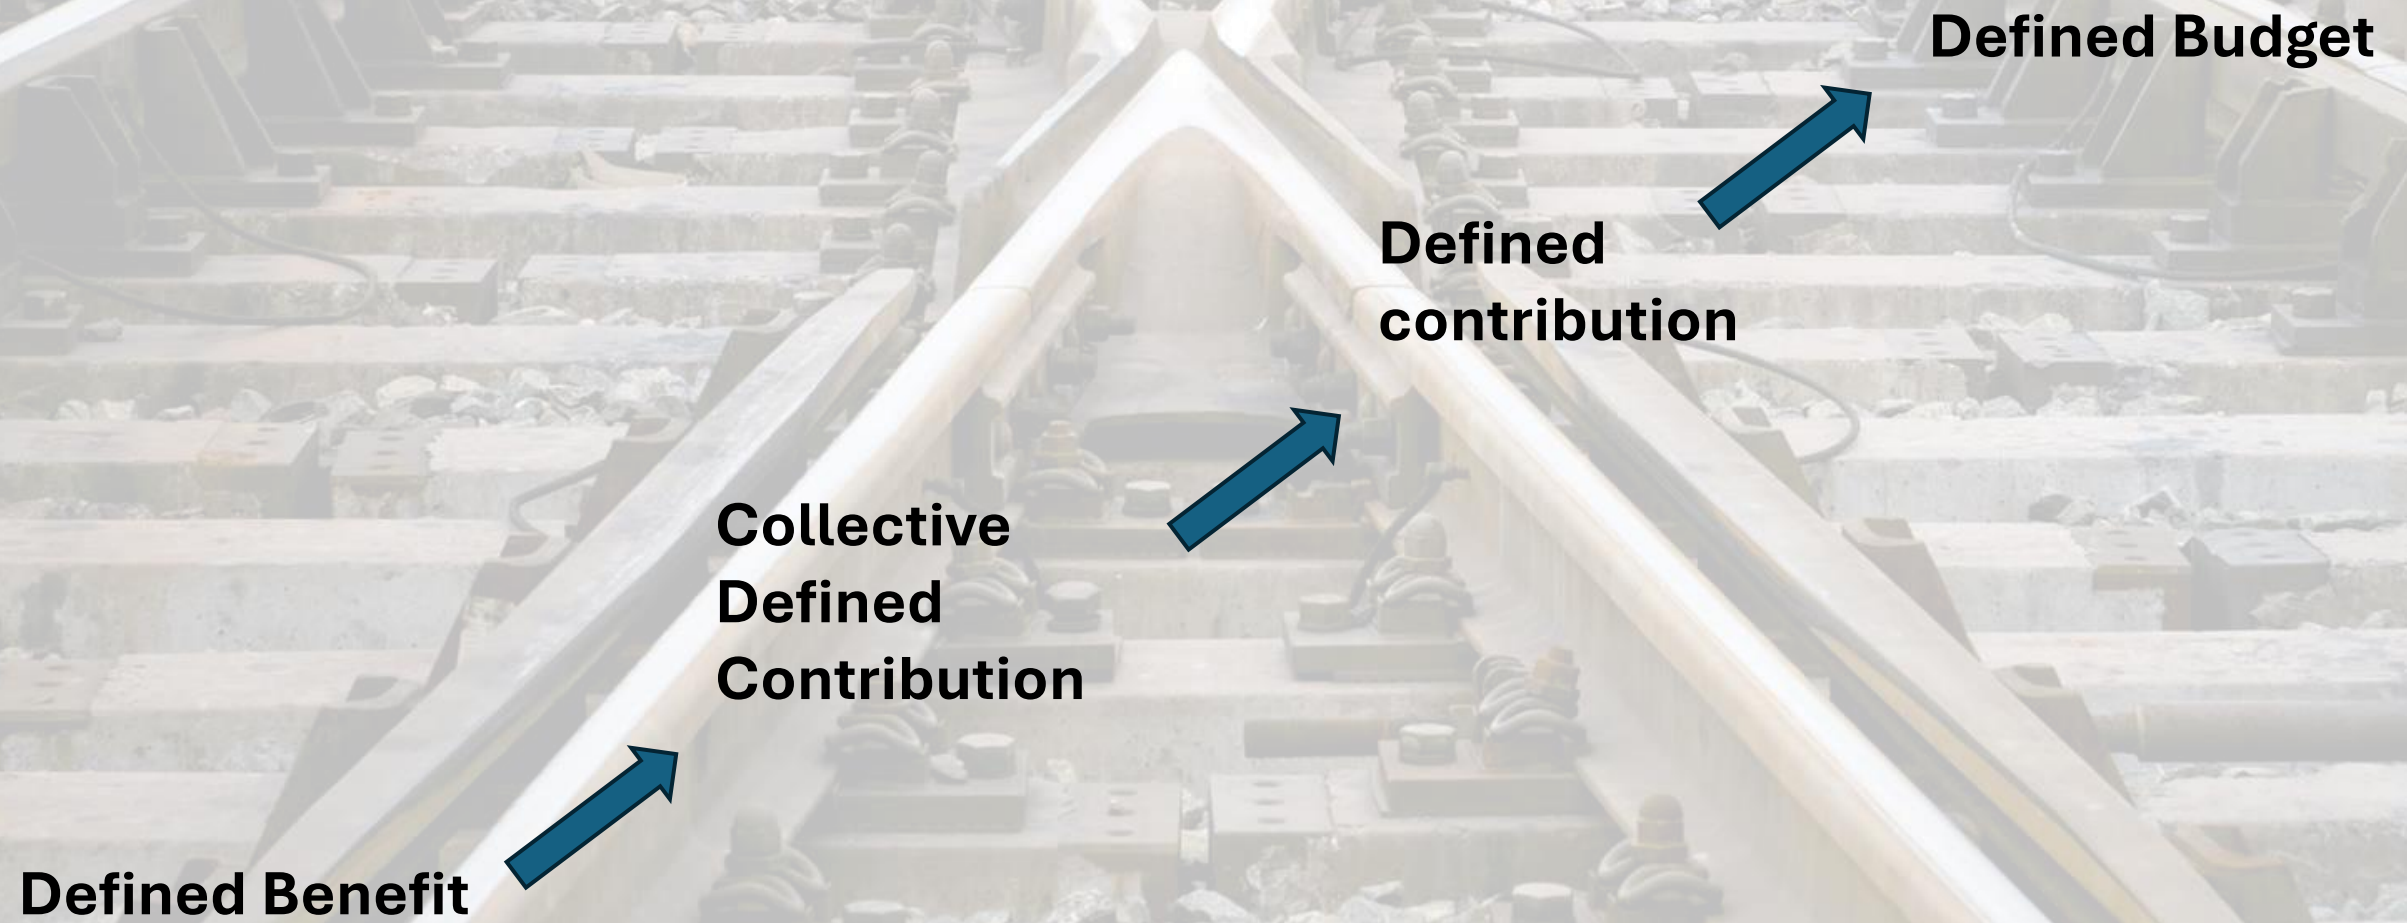 Defined Budget
Defined
contribution
Collective
Defined
Contribution
Defined Benefit